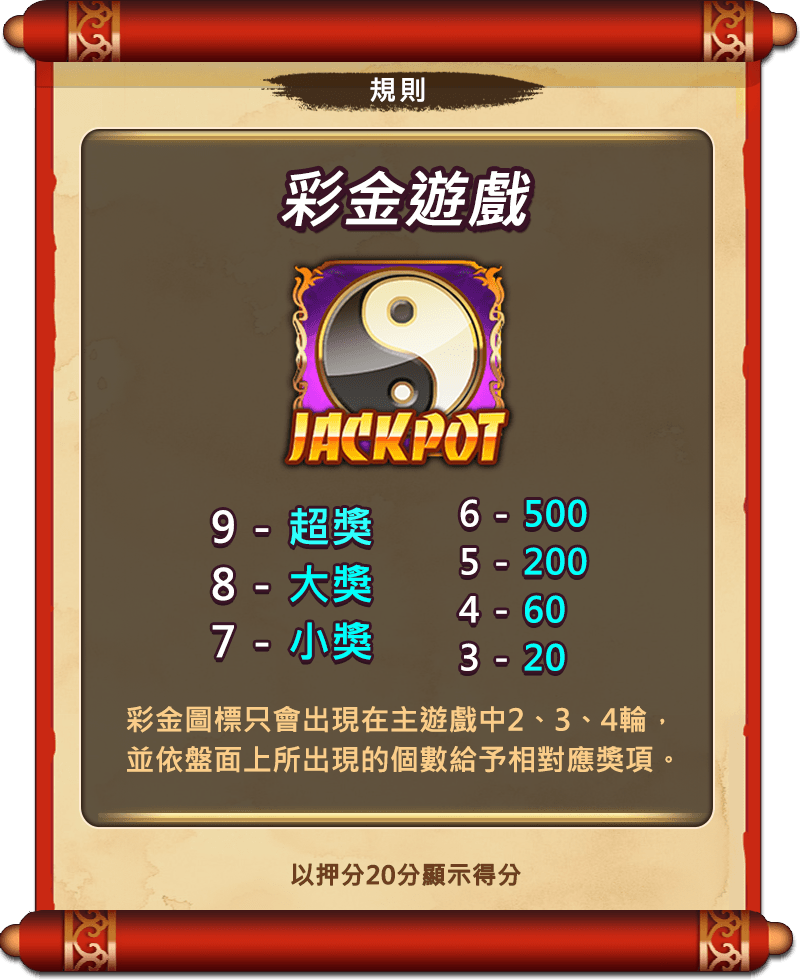 規則
彩金遊戲
JACKPOT
9 - 超獎
8 - 大獎
7 - 小獎
6 - 500
5 - 200
4 - 60
3 - 20
彩金圖標只會出現在主遊戲中2、3、4輪，
並依盤面上所出現的個數給予相對應獎項。
以押分20分顯示得分